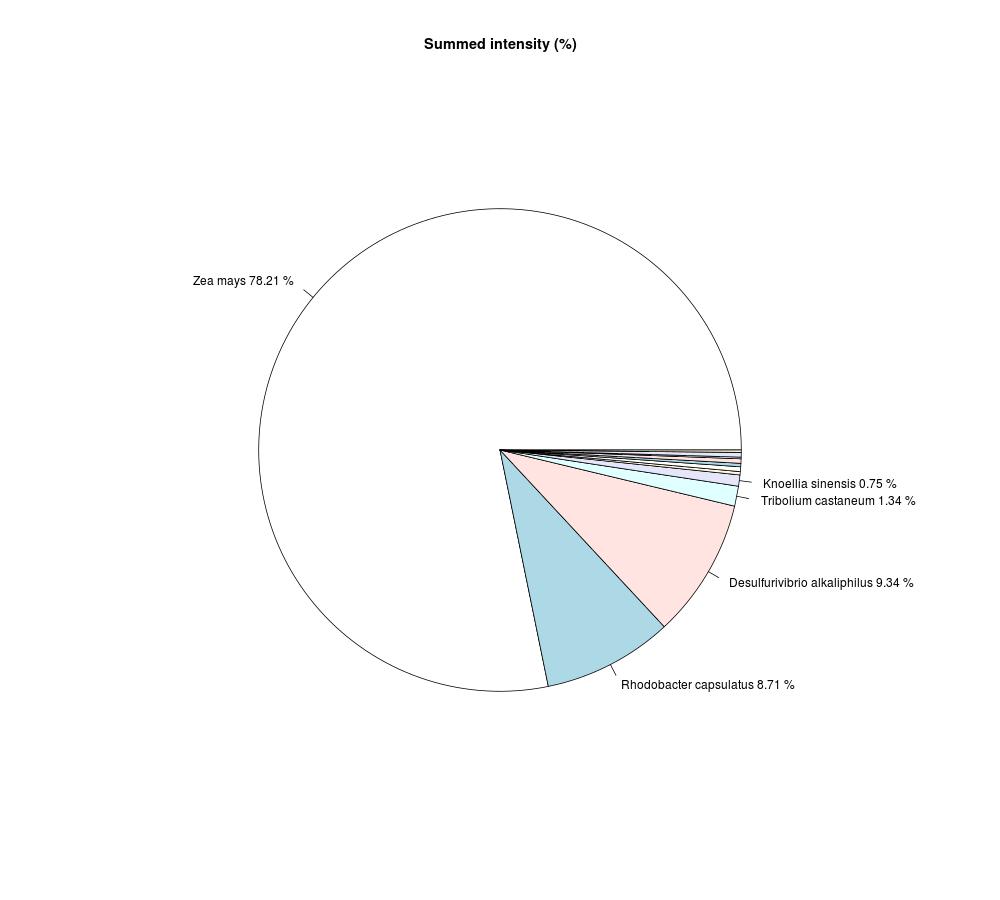 Summed intensity (%)
Zea mays 78.21 %
Knoellia sinensis 0.75 %
Tribolium castaneum 1.34 %
Desulfurivibrio alkaliphilus 9.34 %
Rhodobacter capsulatus 8.71 %